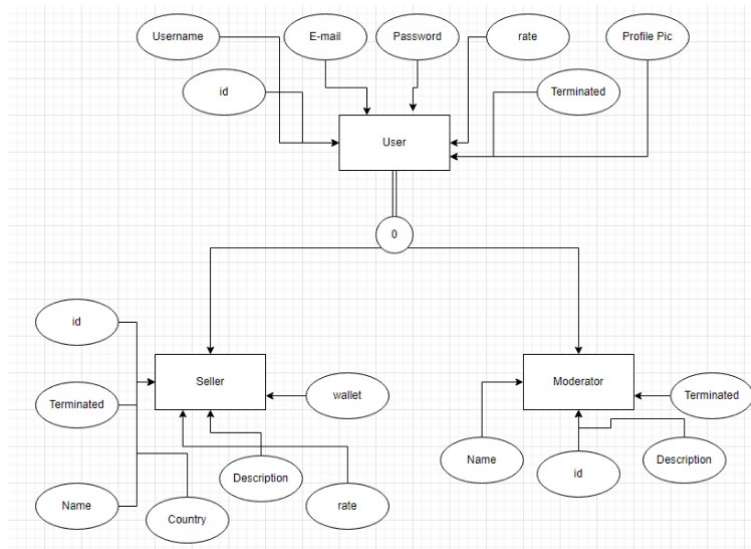 Username
E-mail
Password
rate
Profile Pic
id
Terminated
User
0
id
Seller
Moderator
wallet
Terminated
Terminated
Name
Description
id
Description
Name
Country
rate